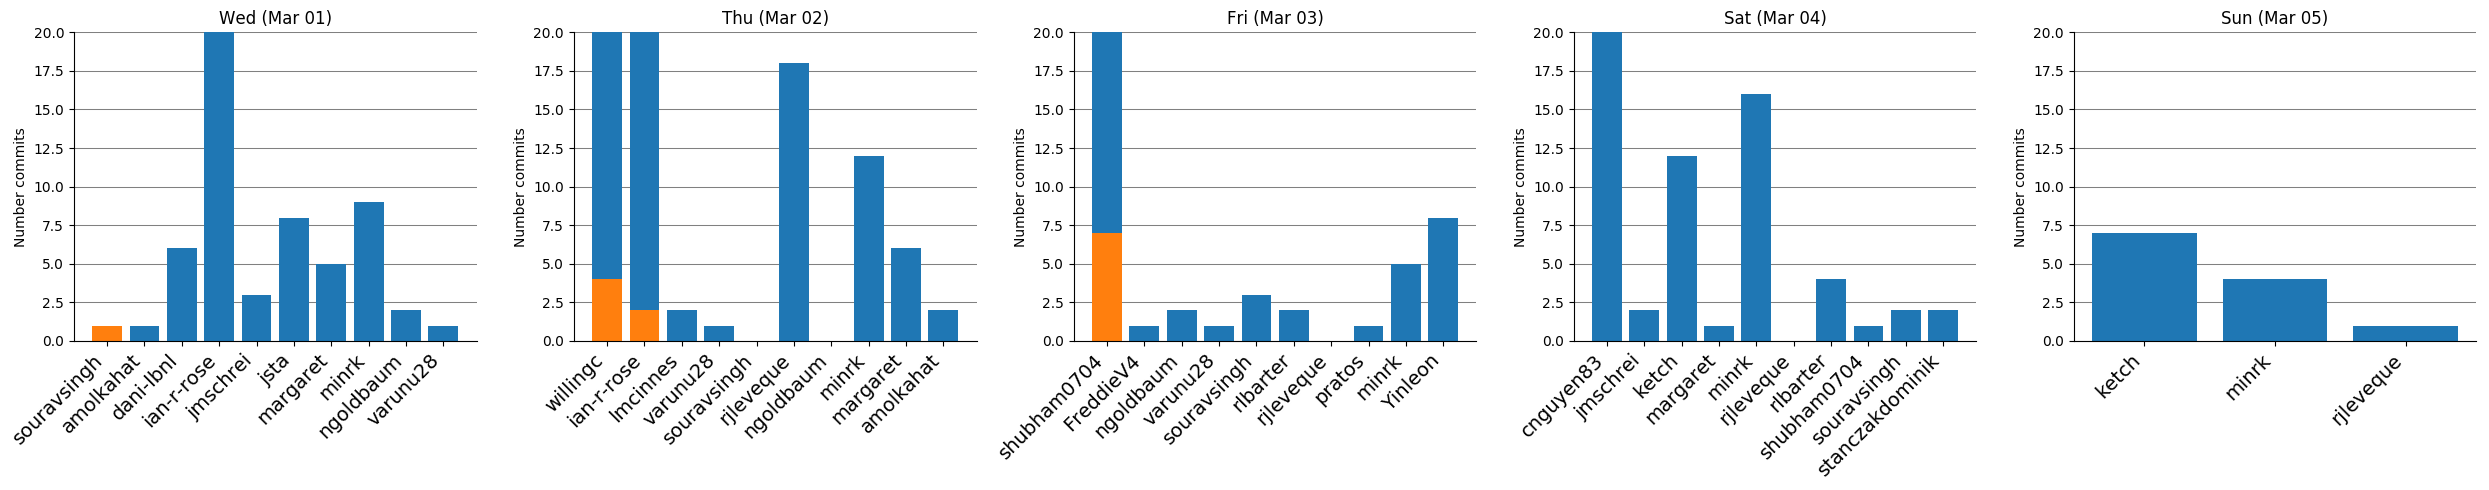 Wed (Mar 01)
Number commits
20.0
17.5
15.0
12.5
10.0
7.5
5.0
2.5
0.0
souravsingh
amolkahat
dani-lbnl
ian-r-rose
jmschrei
jsta
margaret
minrk
ngoldbaum
varunu28
Thu (Mar 02)
Number commits
20.0
17.5
15.0
12.5
10.0
7.5
5.0
2.5
0.0
willingc
ian-r-rose
lmcinnes
varunu28
souravsingh
rjleveque
ngoldbaum
minrk
margaret
amolkahat
Fri (Mar 03)
Number commits
20.0
17.5
15.0
12.5
10.0
7.5
5.0
2.5
0.0
shubham0704
FreddieV4
ngoldbaum
varunu28
souravsingh
rlbarter
rjleveque
pratos
minrk
Yinleon
Sat (Mar 04)
Number commits
20.0
17.5
15.0
12.5
10.0
7.5
5.0
2.5
0.0
cnguyen83
jmschrei
ketch
margaret
minrk
rjleveque
rlbarter
shubham0704
souravsingh
stanczakdominik
Sun (Mar 05)
Number commits
20.0
17.5
15.0
12.5
10.0
7.5
5.0
2.5
0.0
ketch
minrk
rjleveque